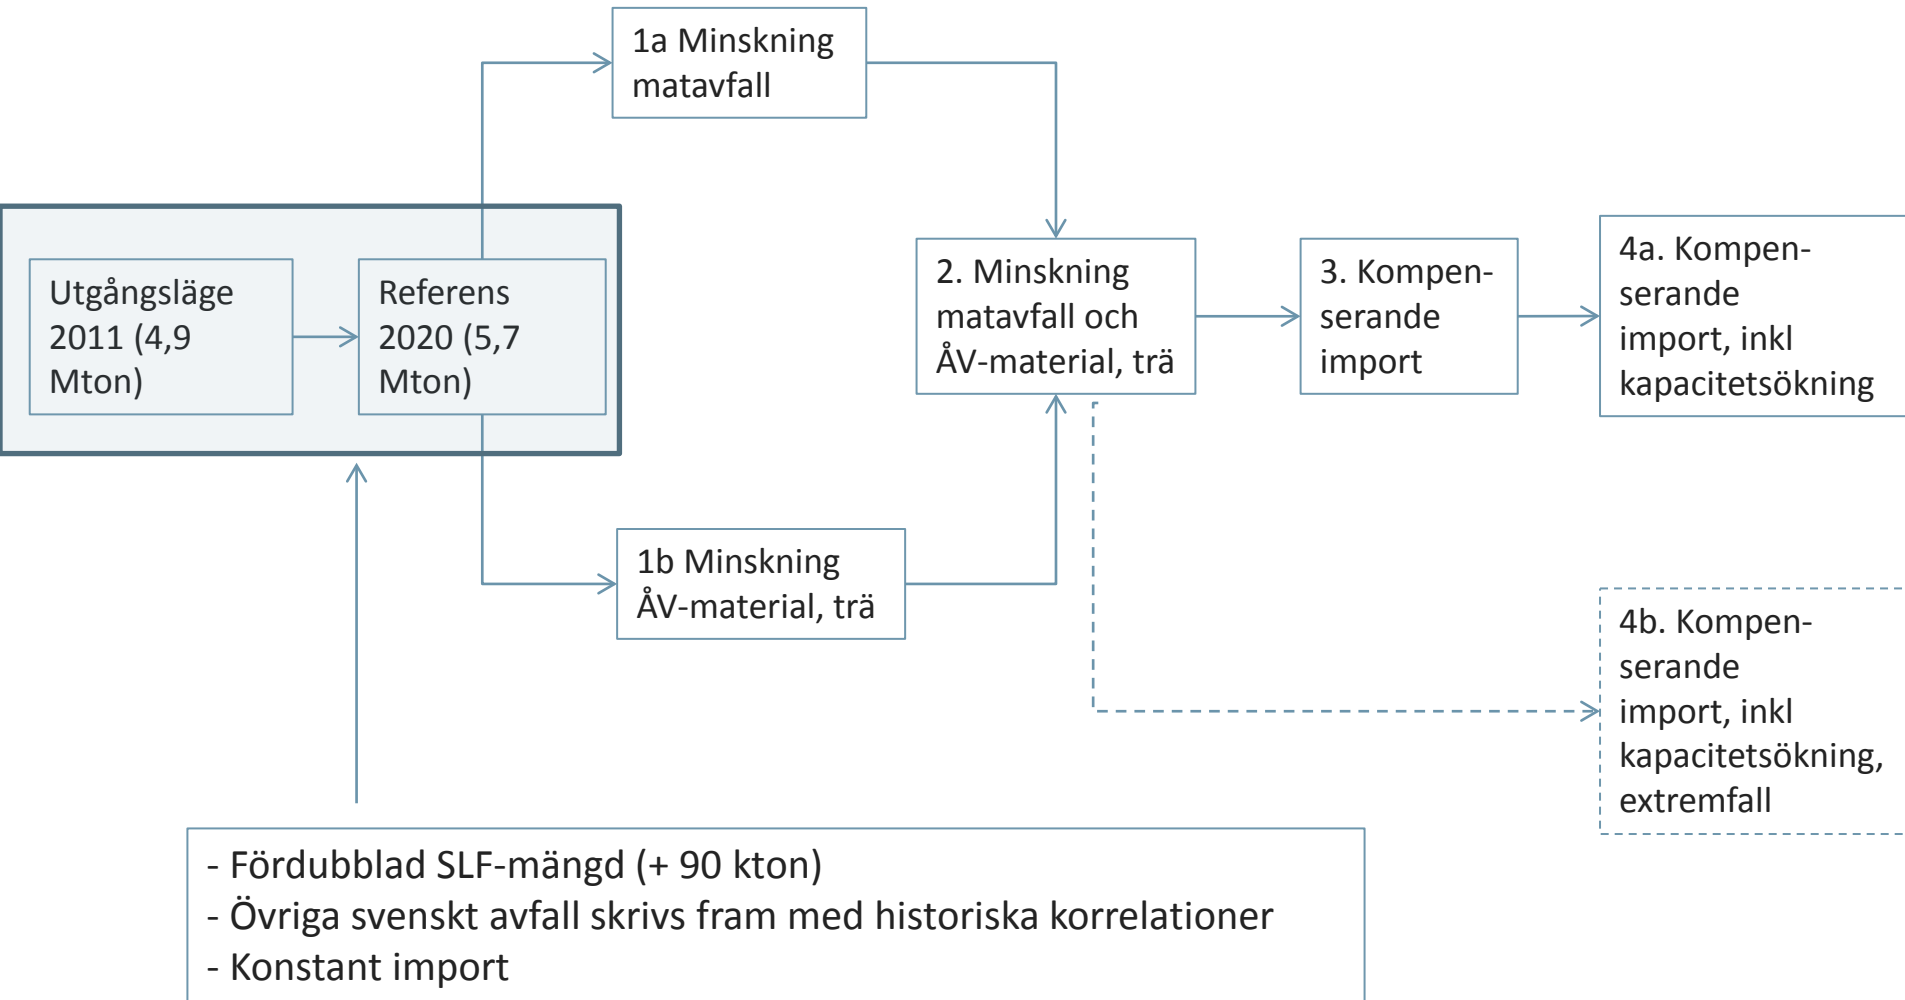 1a Minskning
matavfall
Utgångsläge
2011 (4,9
Mton)
Referens
2020 (5,7
Mton)
2. Minskning
matavfall och
ÅV-material, trä
3. Kompen-
serande
import
4a. Kompen-
serande
import, inkl
kapacitetsökning
1b Minskning
ÅV-material, trä
4b. Kompen-
serande
import, inkl
kapacitetsökning,
extremfall
- Fördubblad SLF-mängd (+ 90 kton)
- Övriga svenskt avfall skrivs fram med historiska korrelationer
- Konstant import